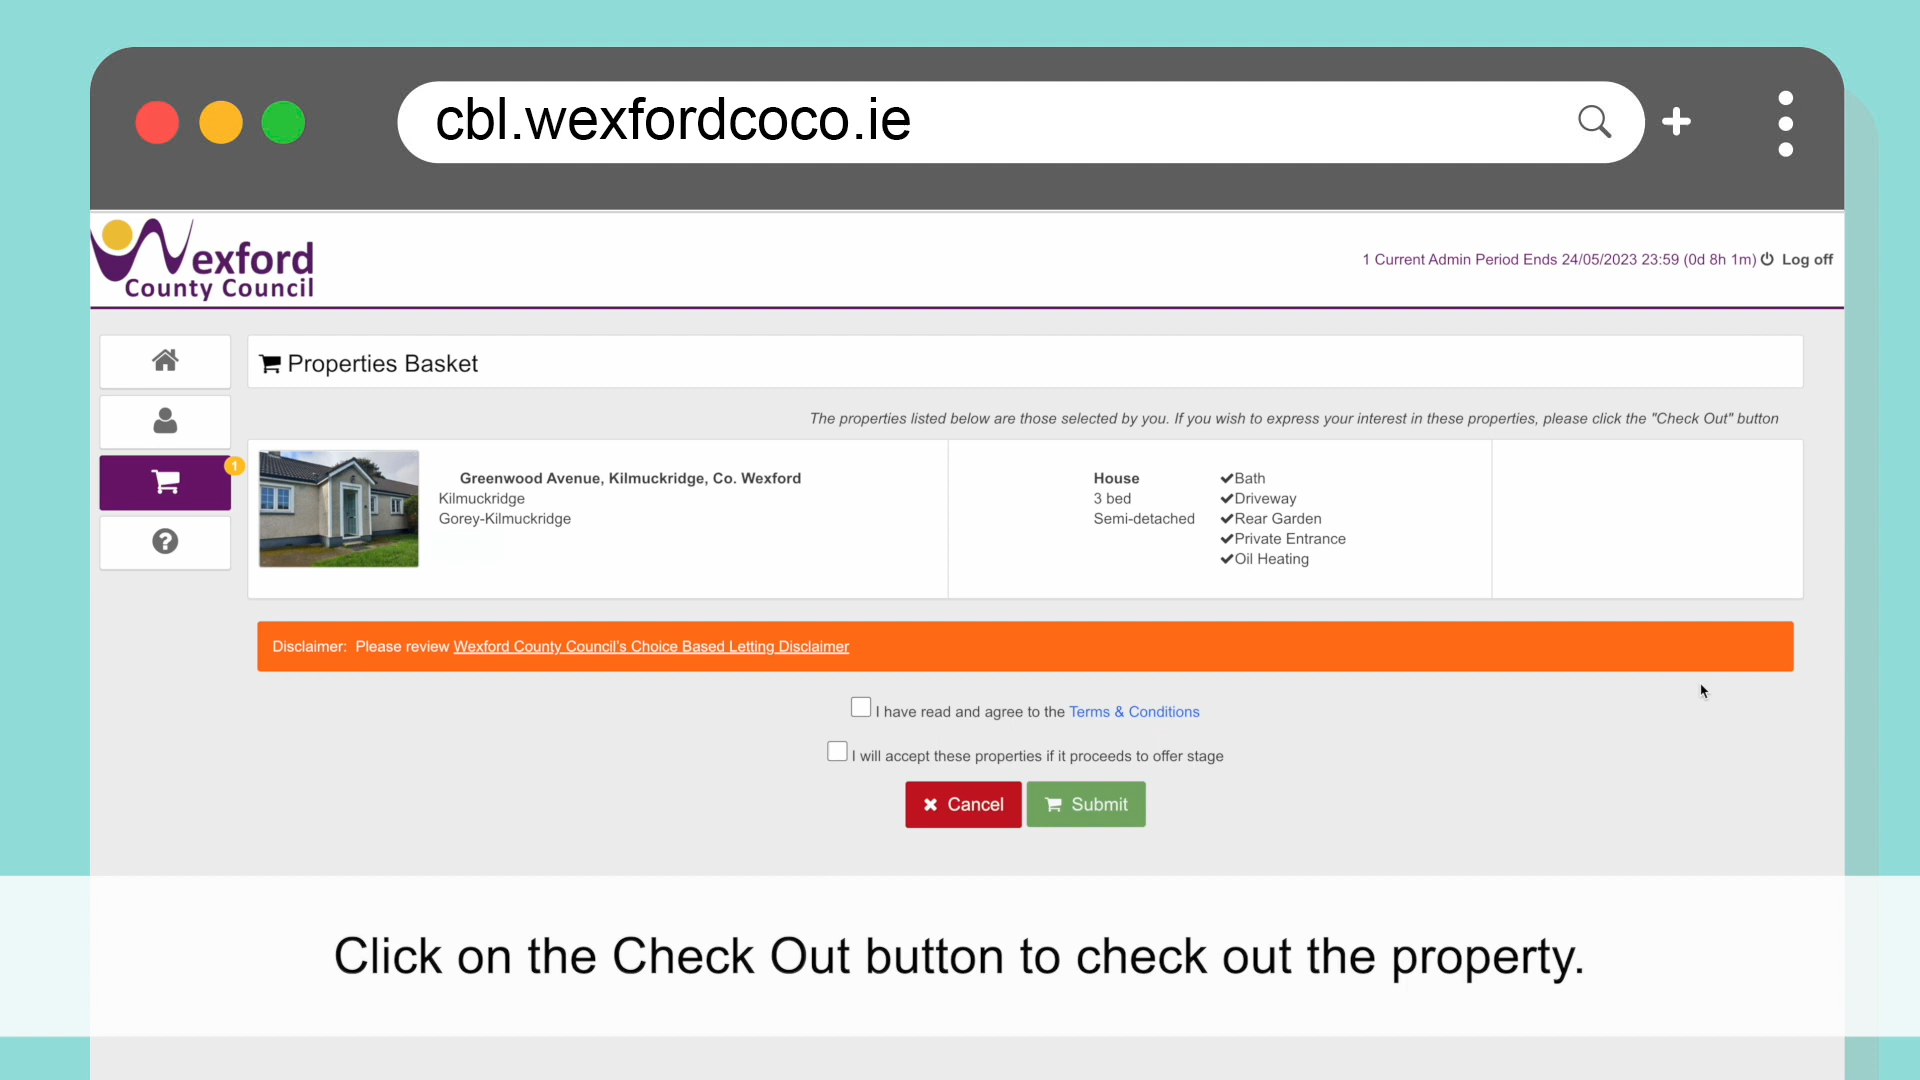 cbl.wexfordcoco.ie
Wexford
County Council
1 Current Admin Period Ends 24/05/2023 23:59 (0d 8h 1m) Log off
Properties Basket
The properties listed below are those selected by you. If you wish to express your interest in these properties, please click the "Check Out" button
1
Greenwood Avenue, Kilmuckridge, Co. Wexford
Kilmuckridge
Gorey-Kilmuckridge
House
3 bed
Semi-detached
Bath
Driveway
Rear Garden
Private Entrance
Oil Heating
Disclaimer: Please review Wexford County Council's Choice Based Letting Disclaimer
I have read and agree to the Terms & Conditions
I will accept these properties if it proceeds to offer stage
Cancel
Submit
Click on the Check Out button to check out the property.